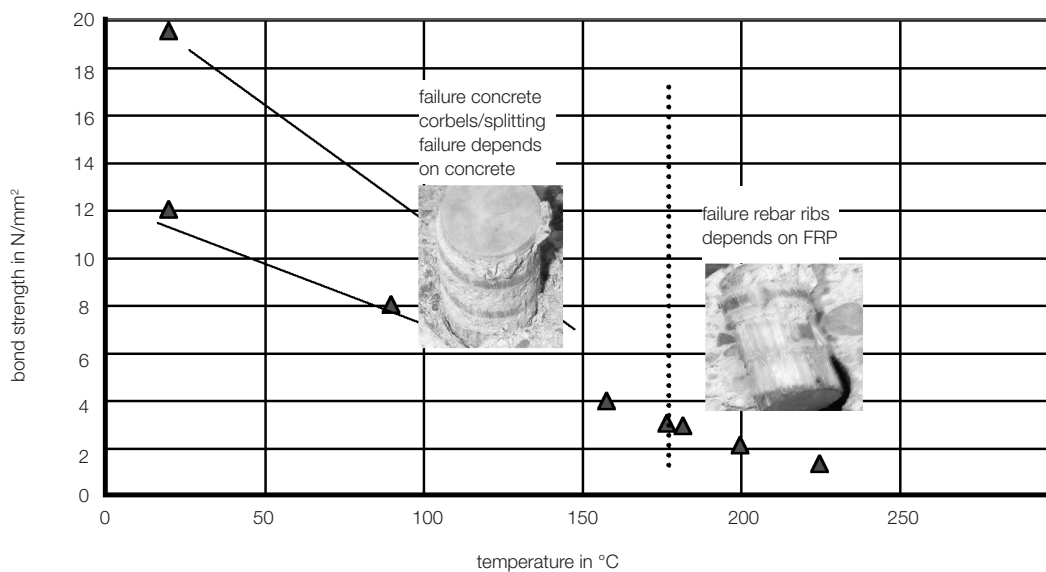 20
18
16
14
12
10
8
6
4
2
0
bond strength in N/mm²
failure concrete
corbels/splitting
failure depends
on concrete
failure rebar ribs
depends on FRP
0
50
100
150
200
250
temperature in °C